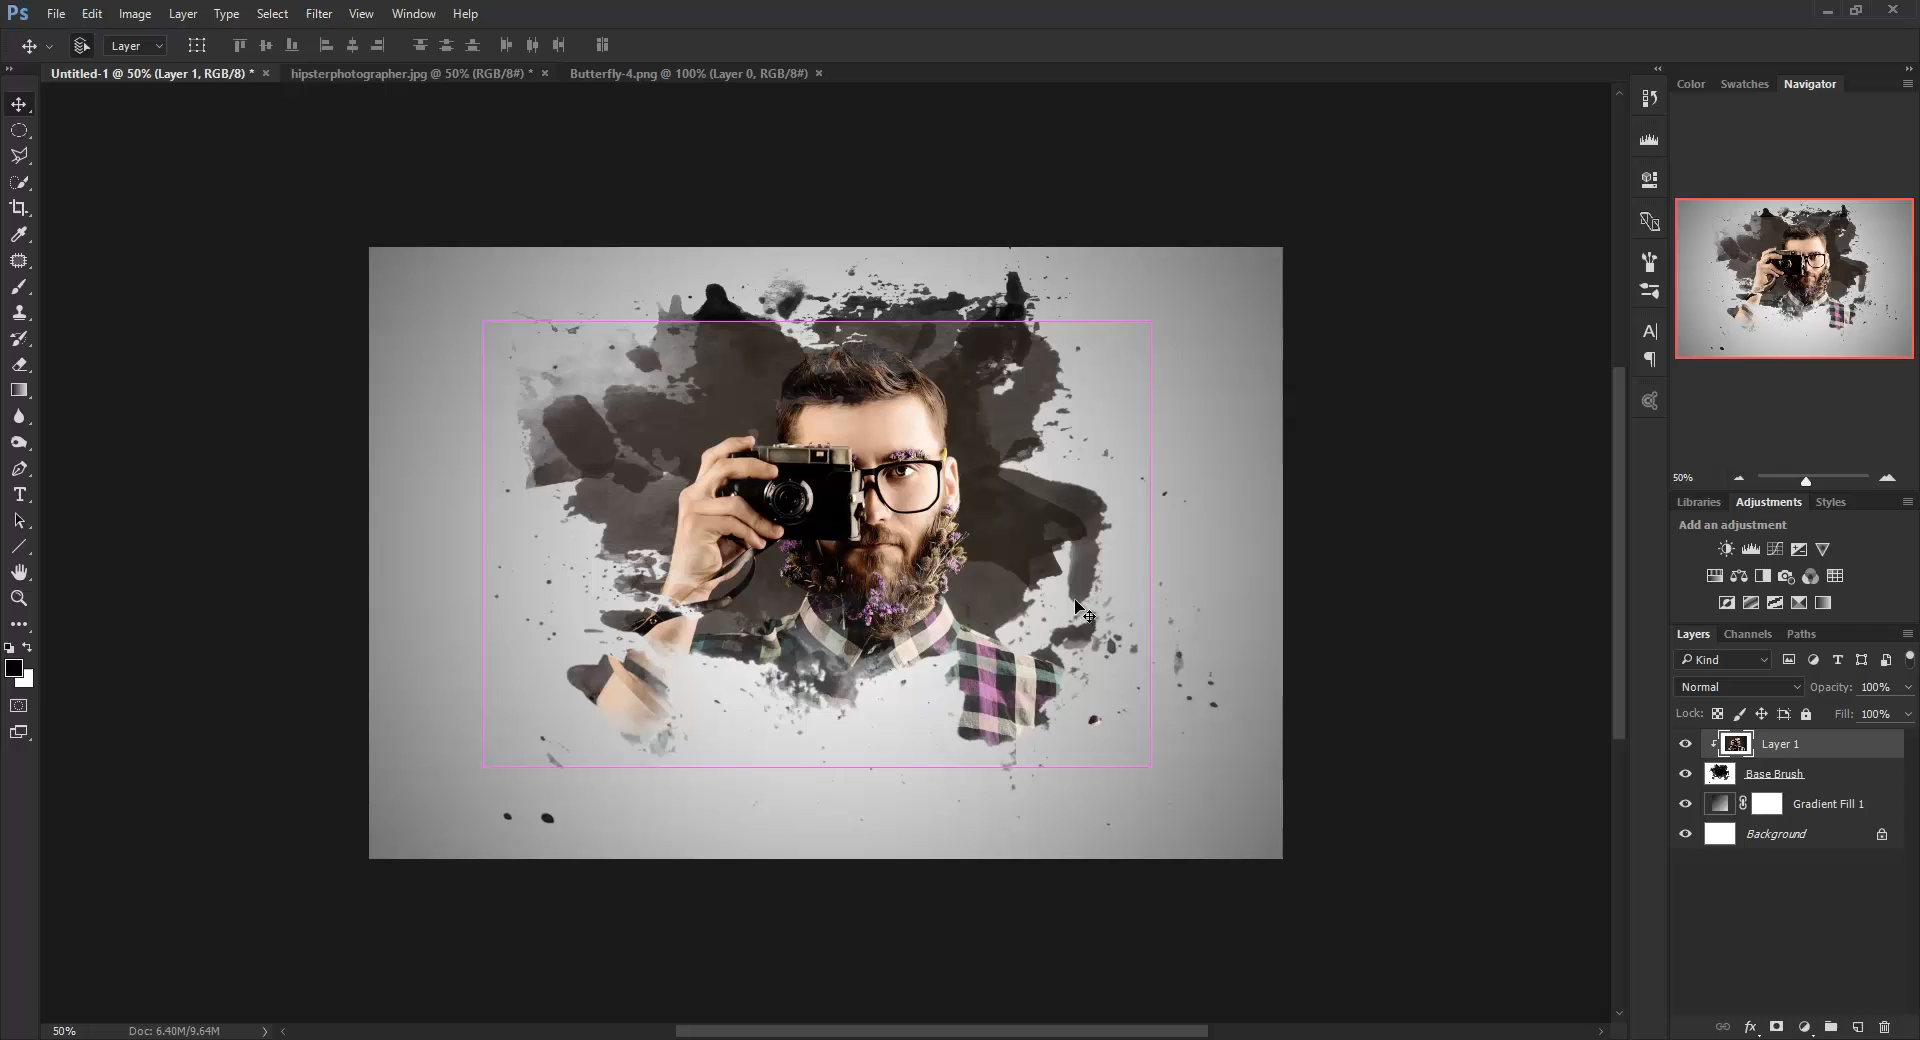 Ps File Edit Image Layer Type Select Filter View Window Help
Layer
Untitled-1 @ 50% (Layer 1, RGB/8) * × hipsterphotographer.jpg @ 50% (RGB/8#) * × Butterfly-4.png @ 100% (Layer 0, RGB/8#) ×
Color Swatches Navigator
50%
Libraries Adjustments Styles
Add an adjustment
Layers Channels Paths
Kind
Normal Opacity: 100%
Lock: Fill: 100%
Layer 1
Base Brush
Gradient Fill 1
Background
50% Doc: 6.40M/9.64M